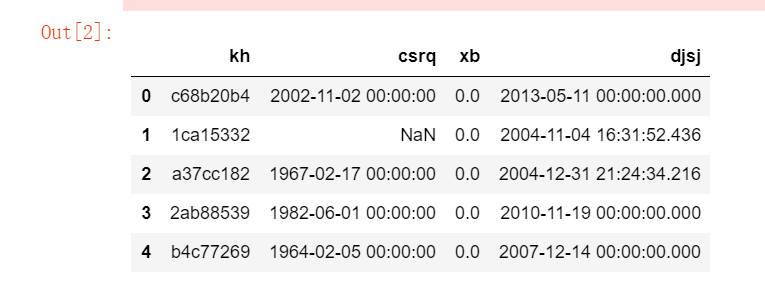 Out[2]:
kh csrq xb djsj
0 c68b20b4 2002-11-02 00:00:00 0.0 2013-05-11 00:00:00.000
1 1ca15332 NaN 0.0 2004-11-04 16:31:52.436
2 a37cc182 1967-02-17 00:00:00 0.0 2004-12-31 21:24:34.216
3 2ab88539 1982-06-01 00:00:00 0.0 2010-11-19 00:00:00.000
4 b4c77269 1964-02-05 00:00:00 0.0 2007-12-14 00:00:00.000